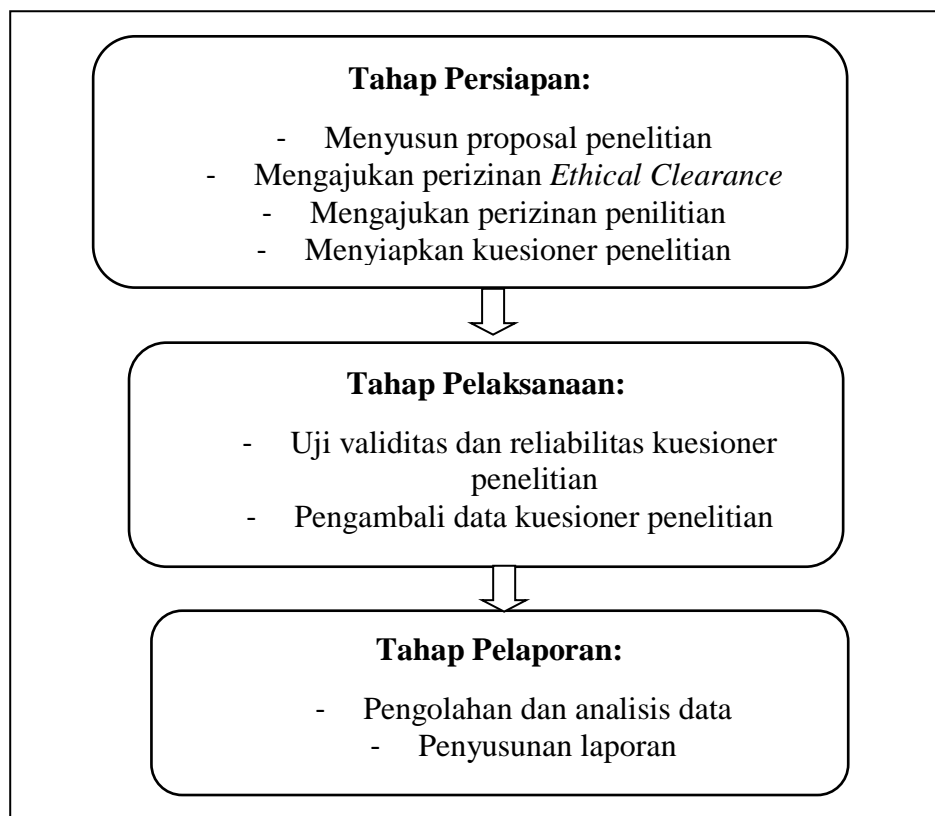 Tahap Persiapan:
- Menyusun proposal penelitian
- Mengajukan perizinan Ethical Clearance
- Mengajukan perizinan penilitian
- Menyiapkan kuesioner penelitian
Tahap Pelaksanaan:
- Uji validitas dan reliabilitas kuesioner
penelitian
- Pengambali data kuesioner penelitian
Tahap Pelaporan:
- Pengolahan dan analisis data
- Penyusunan laporan